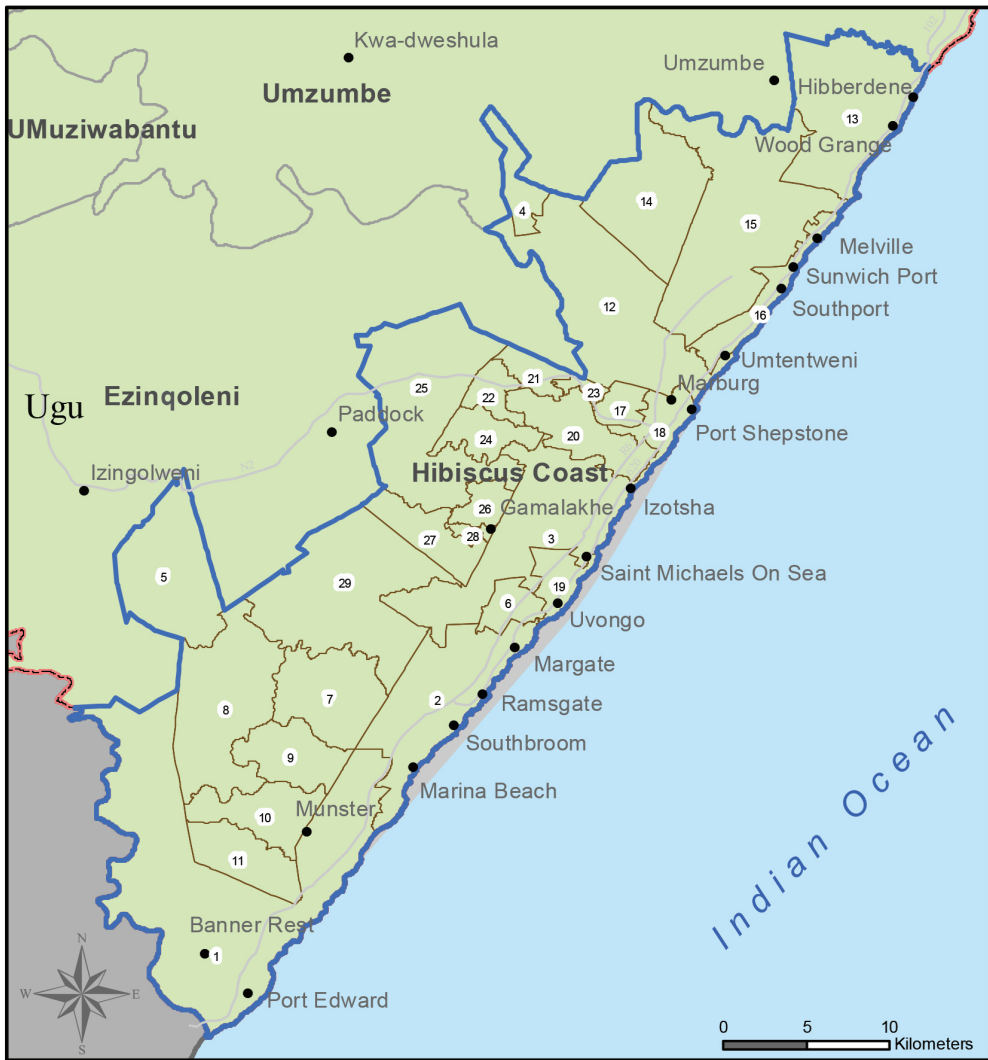 Kwa-dweshula
Umzumbe
Umzumbe
UMuziwabantu
Hibberdene
13
Wood Grange
R102
4
14
15
Melville
Sunwich Port
Southport
16
12
Umtentweni
Marburg
Port Shepstone
25
21
23
22
17
18
20
24
Ezinqoleni
Ugu
Paddock
N2
Izingolweni
Hibiscus Coast
26
Gamalakhe
Izotsha
27
28
3
5
29
Saint Michaels On Sea
19
6
Uvongo
Margate
7
8
2
Ramsgate
Southbroom
9
Marina Beach
10
Munster
11
Indian Ocean
Banner Rest
1
Port Edward
N
W
E
S
0
5
10
Kilometers